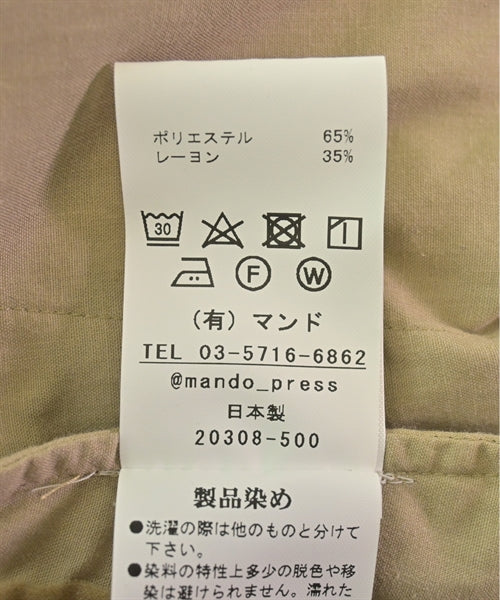 ポリエステル 65%
レーヨン 35%
30
F W
（有）マンド
TEL 03-5716-6862
@mando_press
日本製
20308-500
製品染め
●洗濯の際は他のものと分けて
下さい。
●染料の特性上多少の脱色や移
染は避けられません。濡れた